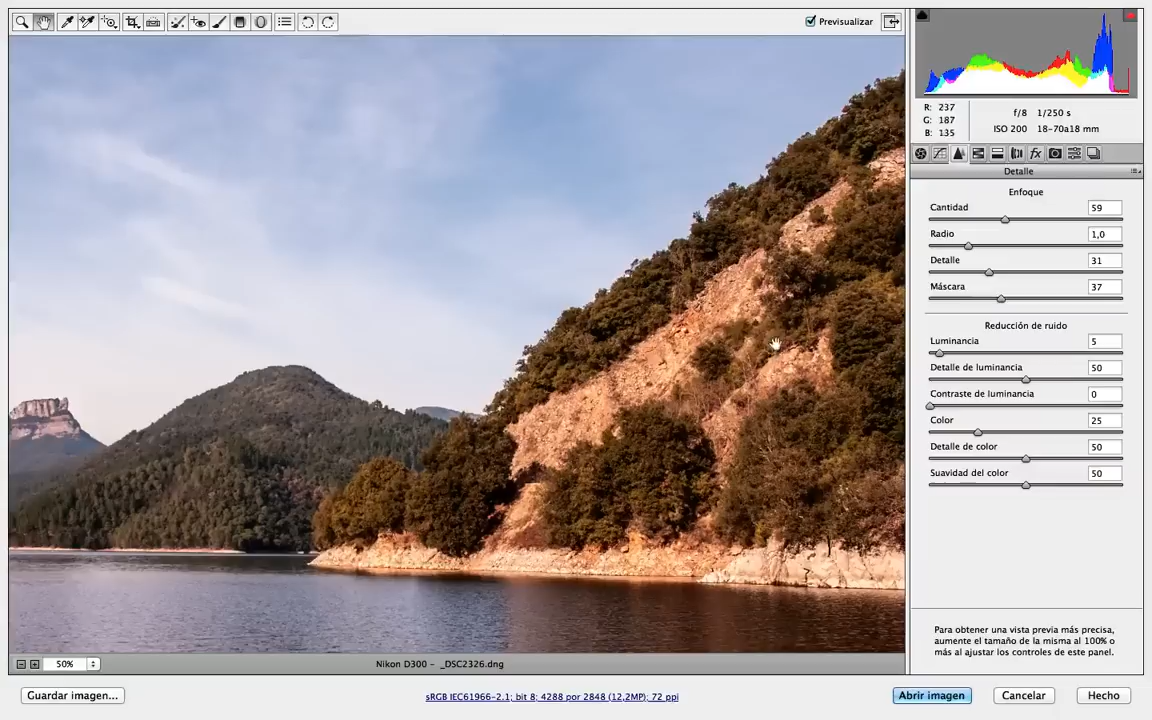 Previsualizar
R: 237
G: 187
B: 135
f/8 1/250 s
ISO 200 18-70a18 mm
Detalle
Enfoque
Cantidad 59
Radio 1,0
Detalle 31
Máscara 37
Reducción de ruido
Luminancia 5
Detalle de luminancia 50
Contraste de luminancia 0
Color 25
Detalle de color 50
Suavidad del color 50
Para obtener una vista previa más precisa,
aumente el tamaño de la misma al 100% o
más al ajustar los controles de este panel.
50%
Nikon D300 - _DSC2326.dng
Guardar imagen...
sRGB IEC61966-2.1; bit 8; 4288 por 2848 (12,2MP); 72 ppi
Abrir imagen
Cancelar
Hecho